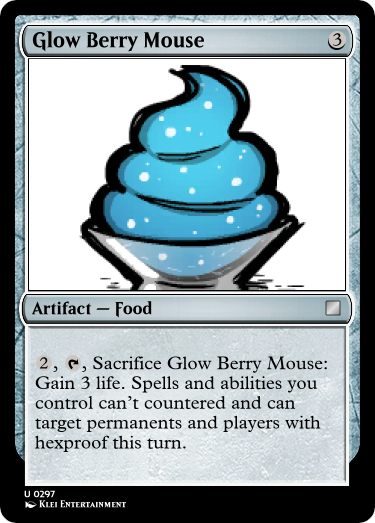 Glow Berry Mouse 3
Artifact — Food
2, , Sacrifice Glow Berry Mouse:
Gain 3 life. Spells and abilities you
control can't countered and can
target permanents and players with
hexproof this turn.
U 0297
Klei Entertainment